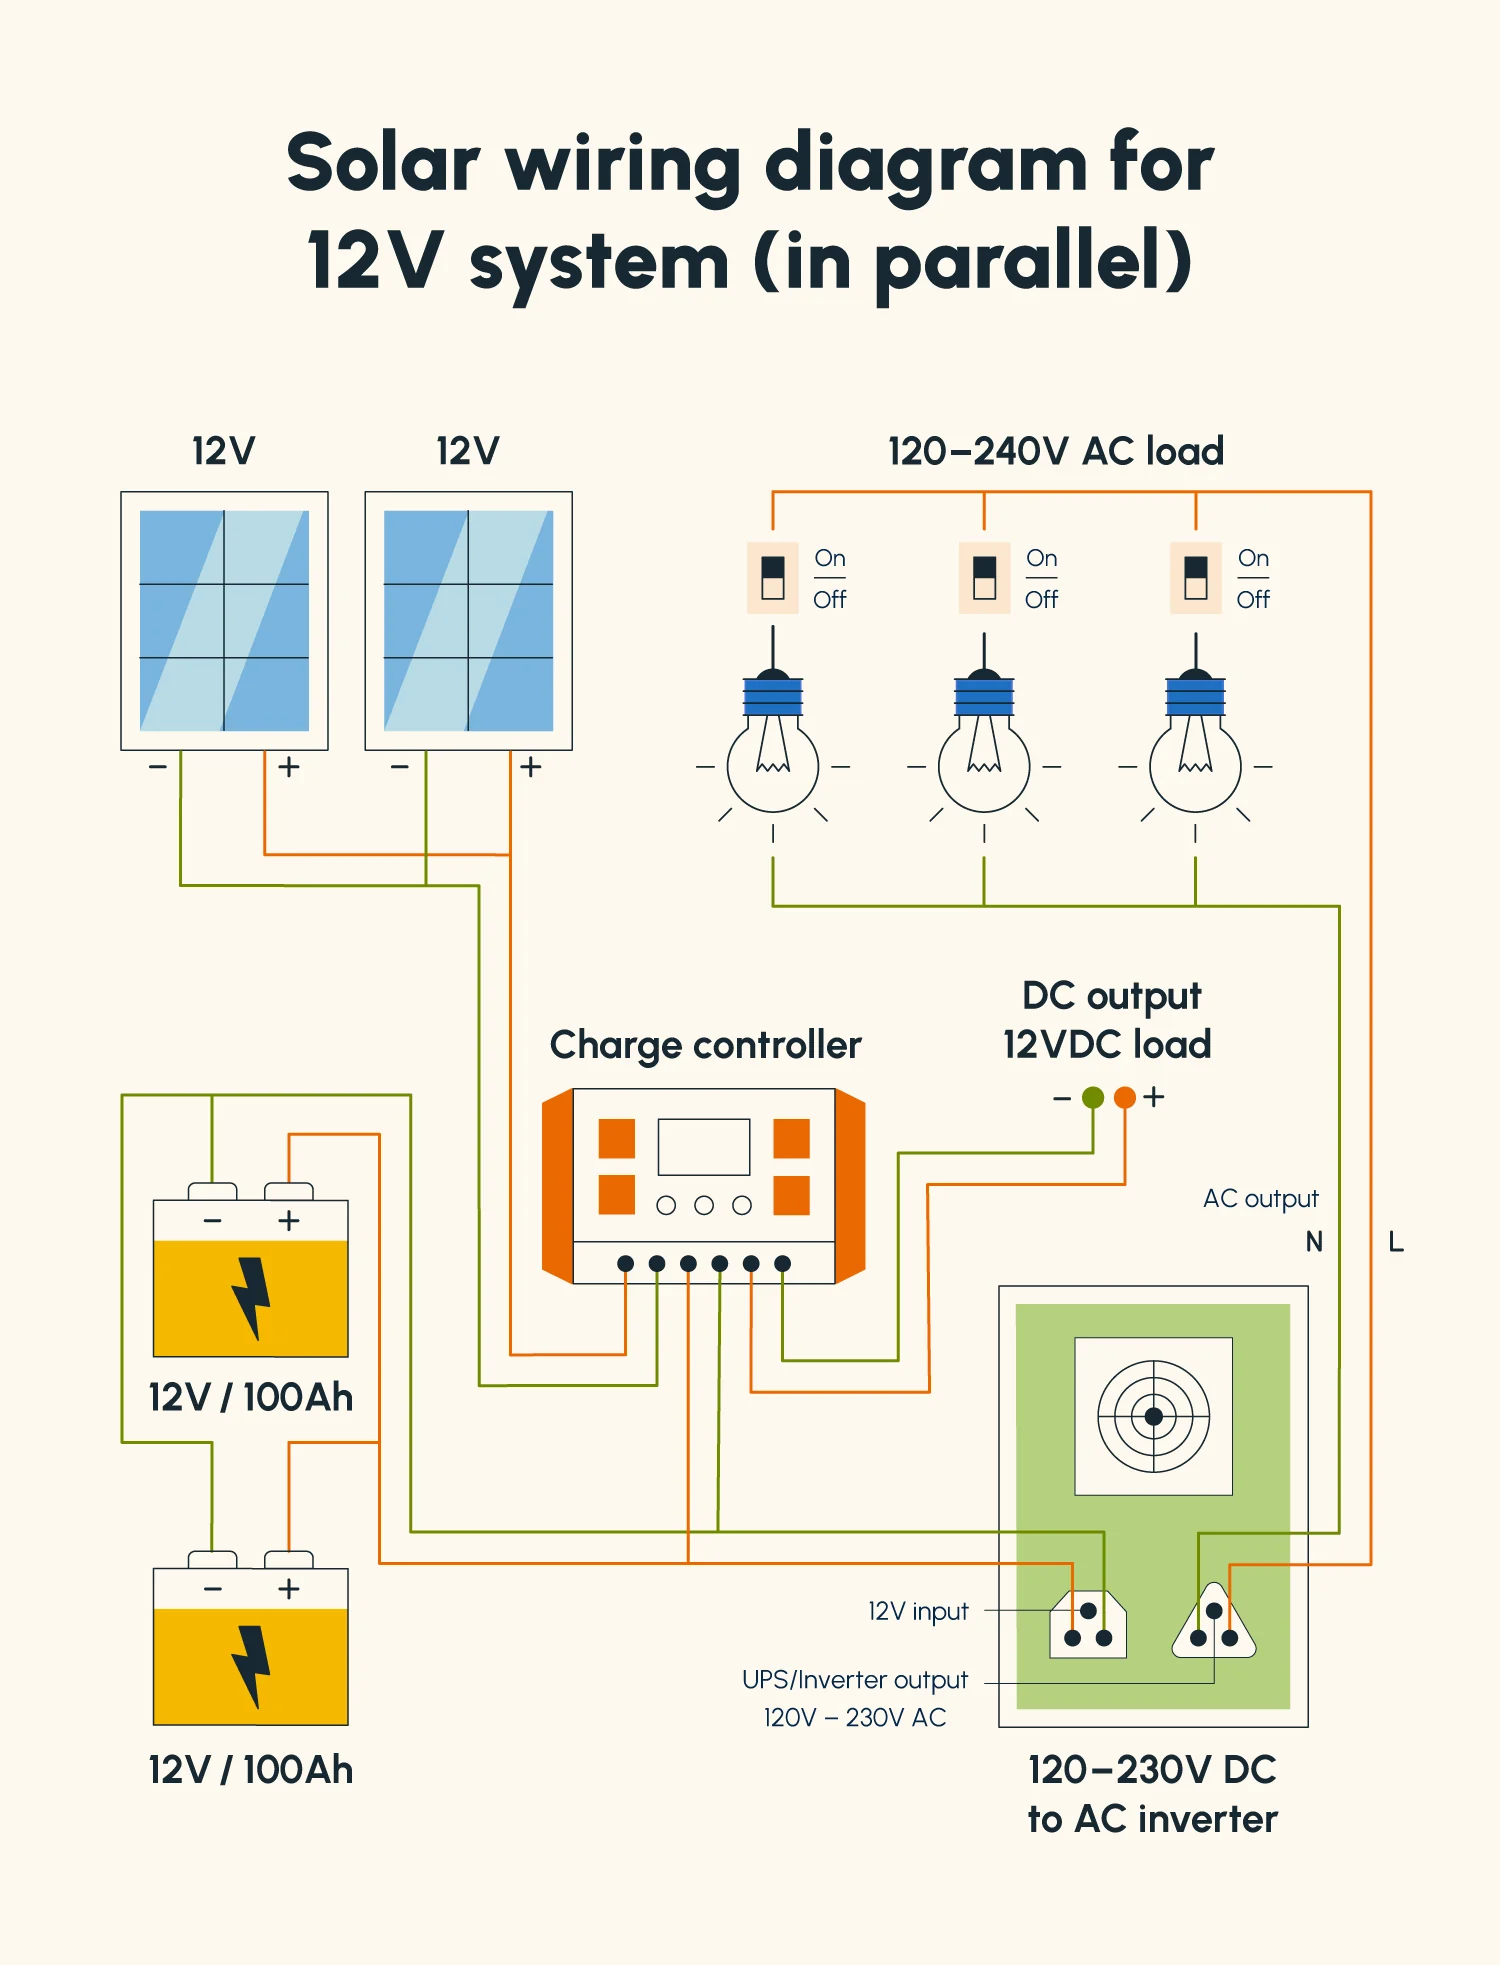 Solar wiring diagram for
12V system (in parallel)
12V
12V
120–240V AC load
On
Off
On
Off
On
Off
− +
− +
DC output
12VDC load
− +
Charge controller
AC output
N L
− +
12V / 100Ah
− +
12V / 100Ah
12V input
UPS/Inverter output
120V – 230V AC
120–230V DC
to AC inverter